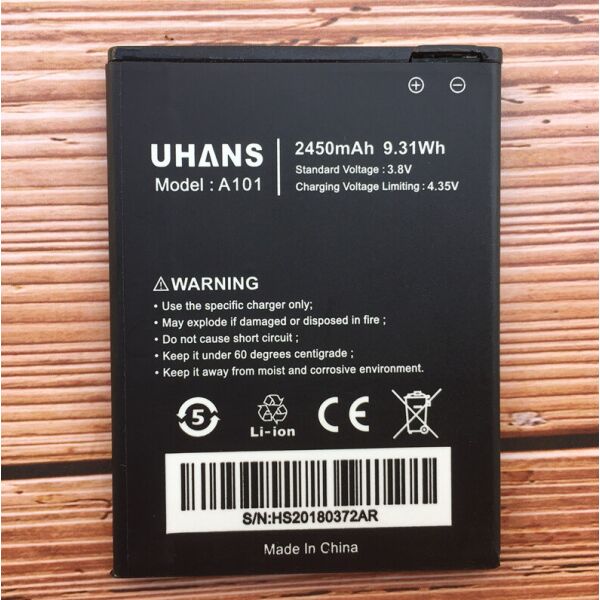 UHANS
Model : A101
2450mAh 9.31Wh
Standard Voltage : 3.8V
Charging Voltage Limiting : 4.35V
⚠WARNING
• Use the specific charger only;
• May explode if damaged or disposed in fire ;
• Do not cause short circuit ;
• Keep it under 60 degrees centigrade ;
• Keep it away from moist and corrosive environment.
5
Li-ion
CE
S/N:HS20180372AR
Made In China